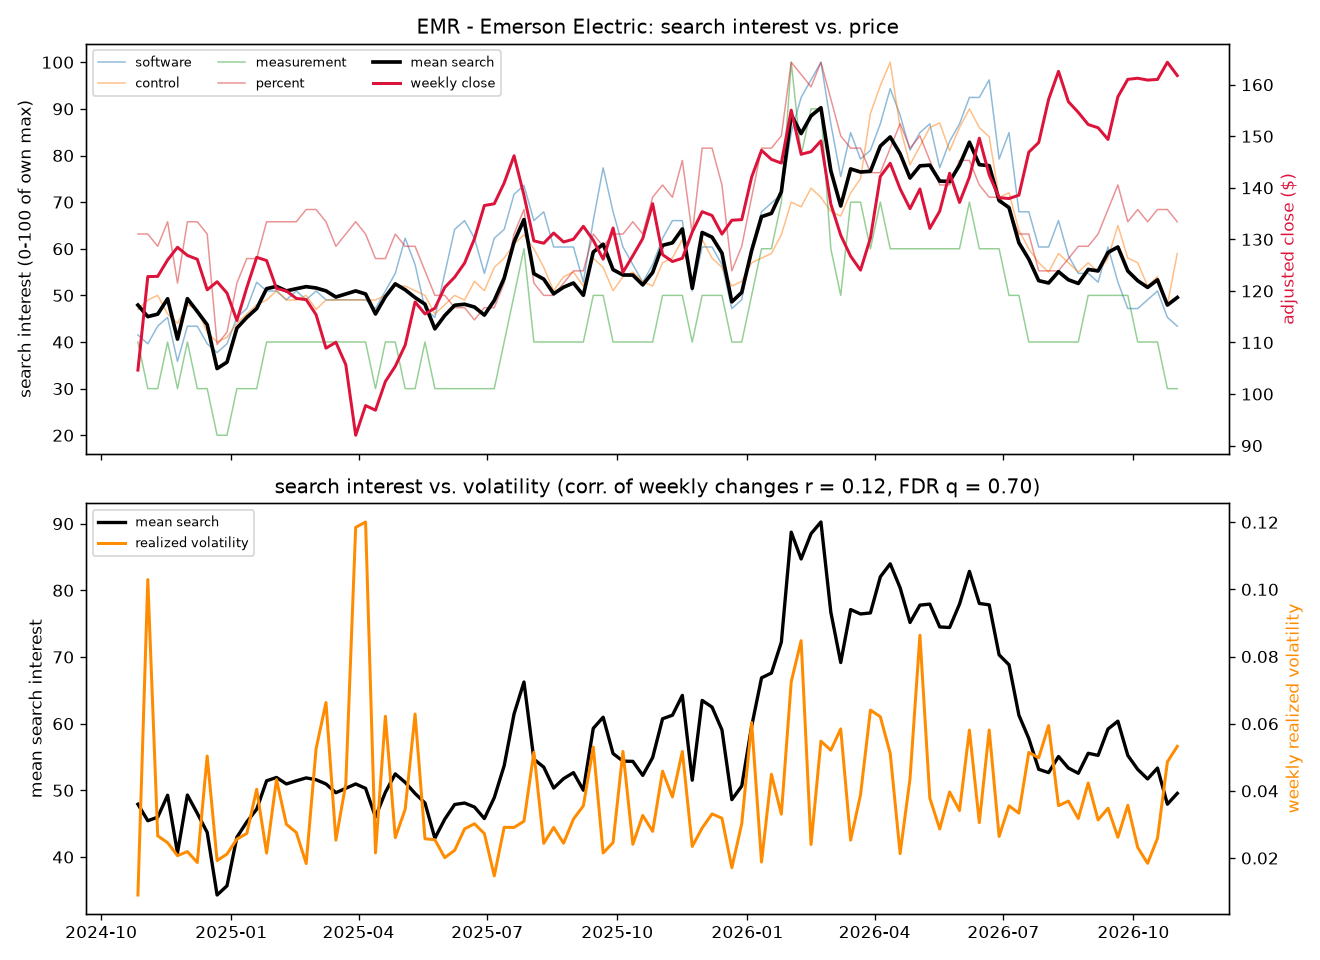 EMR - Emerson Electric: search interest vs. price
software
control
measurement
percent
mean search
weekly close
search interest (0-100 of own max)
100
90
80
70
60
50
40
30
20
160
150
140
130
120
110
100
90
adjusted close ($)
search interest vs. volatility (corr. of weekly changes r = 0.12, FDR q = 0.70)
mean search
realized volatility
mean search interest
90
80
70
60
50
40
0.12
0.10
0.08
0.06
0.04
0.02
weekly realized volatility
2024-10
2025-01
2025-04
2025-07
2025-10
2026-01
2026-04
2026-07
2026-10